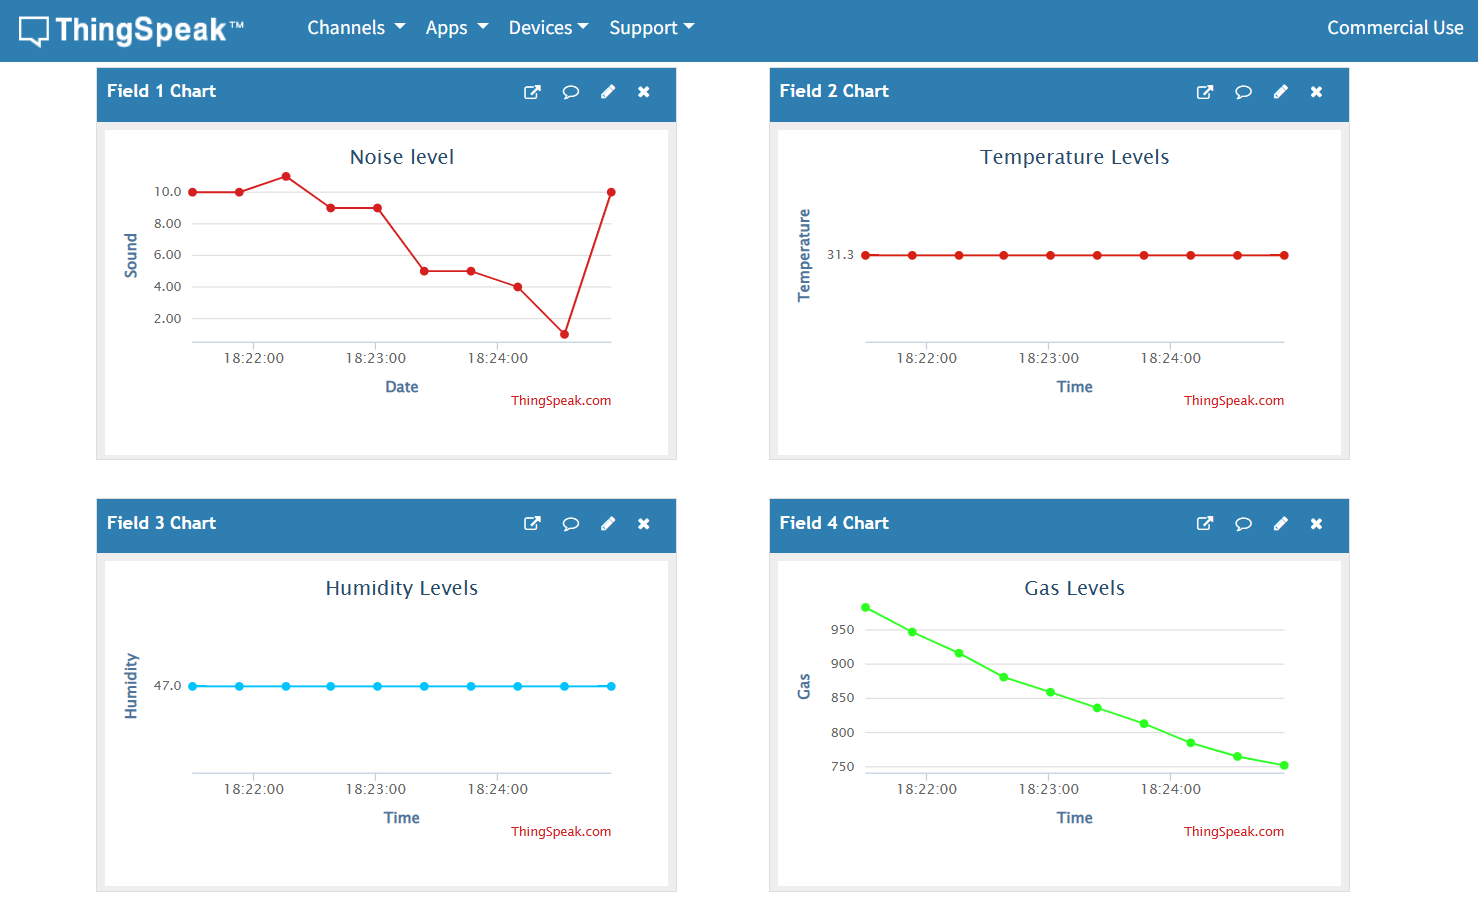 ThingSpeak™ Channels Apps Devices Support Commercial Use
Field 1 Chart
Noise level
Sound
10.0
8.00
6.00
4.00
2.00
18:22:00 18:23:00 18:24:00
Date
ThingSpeak.com
Field 2 Chart
Temperature Levels
Temperature
31.3
18:22:00 18:23:00 18:24:00
Time
ThingSpeak.com
Field 3 Chart
Humidity Levels
Humidity
47.0
18:22:00 18:23:00 18:24:00
Time
ThingSpeak.com
Field 4 Chart
Gas Levels
Gas
950
900
850
800
750
18:22:00 18:23:00 18:24:00
Time
ThingSpeak.com